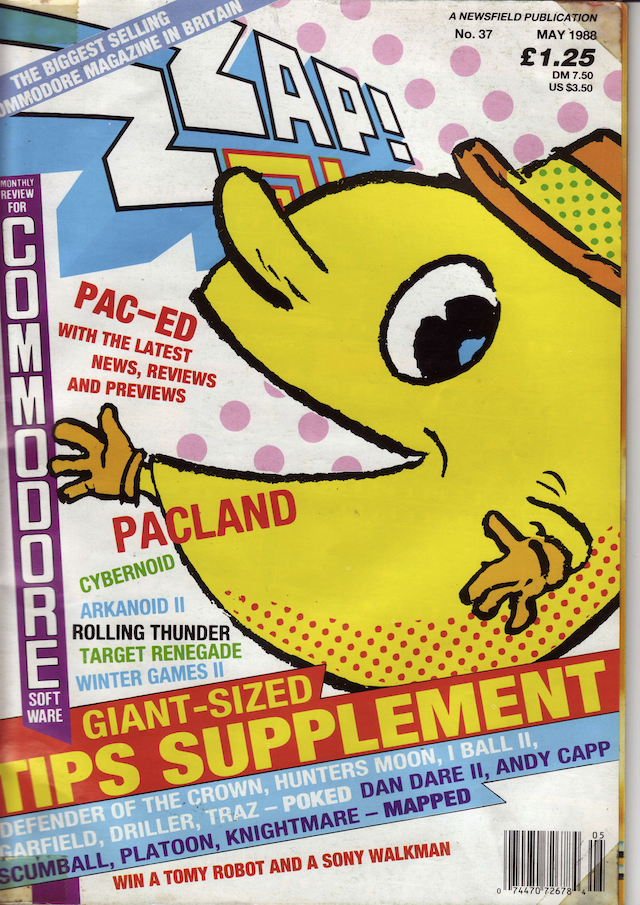 THE BIGGEST SELLING
COMMODORE MAGAZINE IN BRITAIN
A NEWSFIELD PUBLICATION
No. 37 MAY 1988
£1.25
DM 7.50
US $3.50
ZZAP!
MONTHLY
REVIEW
FOR
COMMODORE
SOFT
WARE
PAC-ED
WITH THE LATEST
NEWS, REVIEWS
AND PREVIEWS
PACLAND
CYBERNOID
ARKANOID II
ROLLING THUNDER
TARGET RENEGADE
WINTER GAMES II
GIANT-SIZED
TIPS SUPPLEMENT
DEFENDER OF THE CROWN, HUNTERS MOON, I BALL II,
GARFIELD, DRILLER, TRAZ – POKED DAN DARE II, ANDY CAPP
SCUMBALL, PLATOON, KNIGHTMARE – MAPPED
WIN A TOMY ROBOT AND A SONY WALKMAN
05
0 74470 72678 4